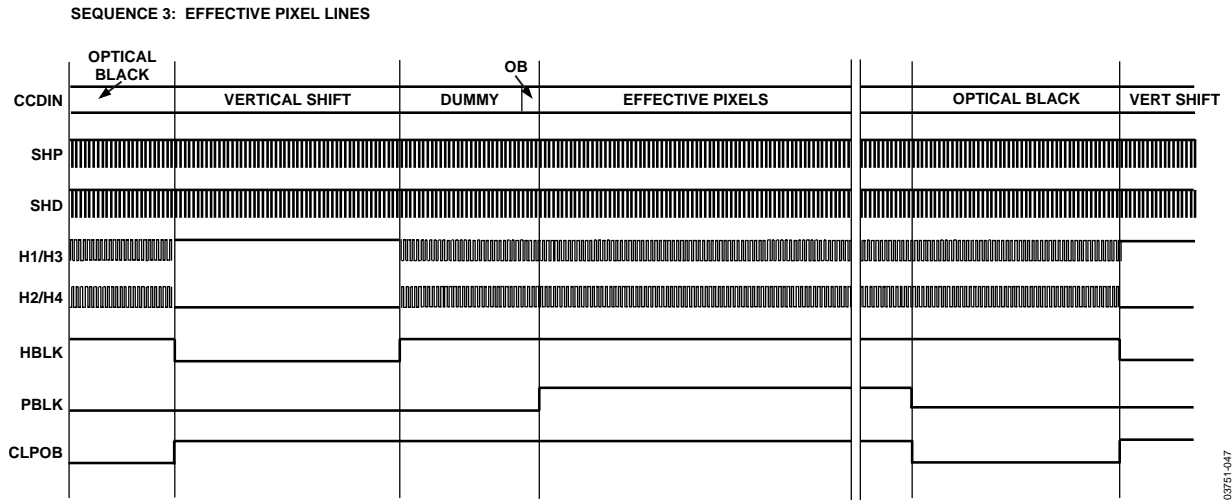 SEQUENCE 3: EFFECTIVE PIXEL LINES
OPTICAL
BLACK
OB
CCDIN
VERTICAL SHIFT
DUMMY
EFFECTIVE PIXELS
OPTICAL BLACK
VERT SHIFT
SHP
SHD
H1/H3
H2/H4
HBLK
PBLK
CLPOB
03751-047